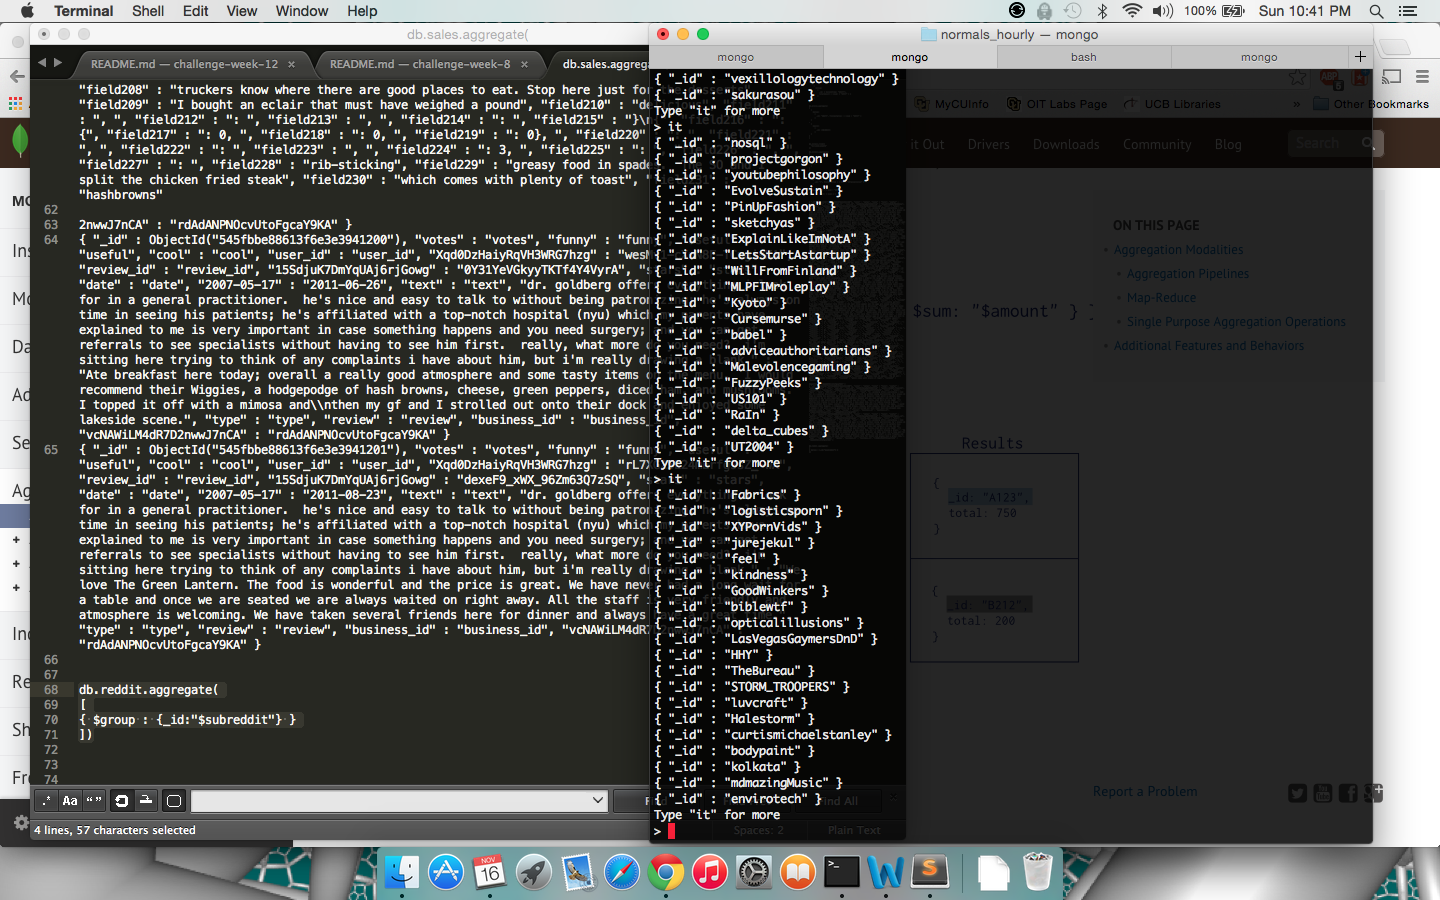 Terminal Shell Edit View Window Help 100% Sun 10:41 PM
db.sales.aggregate(
README.md — challenge-week-12 × README.md — challenge-week-8 × db.sales.aggrega
"field208" : "truckers know where there are good places to eat. Stop here just for
"field209" : "I bought an eclair that must have weighed a pound", "field210" : "de
: ", ", "field212" : ": ", "field213" : ", ", "field214" : ": ", "field215" : "}\n
{", "field217" : ": 0, ", "field218" : ": 0, ", "field219" : ": 0}, ", "field220"
", ", "field222" : ": ", "field223" : ", ", "field224" : ": 3, ", "field225" : ":
"field227" : ": ", "field228" : "rib-sticking", "field229" : "greasy food in spade
split the chicken fried steak", "field230" : "which comes with plenty of toast", "
"hashbrowns"
62
63 2nwwJ7nCA" : "rdAdANPNOcvUtoFgcaY9KA" }
64 { "_id" : ObjectId("545fbbe88613f6e3e3941200"), "votes" : "votes", "funny" : "funn
"useful", "cool" : "cool", "user_id" : "user_id", "Xqd0DzHaiyRqVH3WRG7hzg" : "wesM
"review_id" : "review_id", "15SdjuK7DmYqUAj6rjGowg" : "0Y31YeVGkyyTKTf4Y4VyrA", "s
"date" : "date", "2007-05-17" : "2011-06-26", "text" : "text", "dr. goldberg offer
for in a general practitioner.  he's nice and easy to talk to without being patron
time in seeing his patients; he's affiliated with a top-notch hospital (nyu) which
explained to me is very important in case something happens and you need surgery;
referrals to see specialists without having to see him first.  really, what more d
sitting here trying to think of any complaints i have about him, but i'm really dr
"Ate breakfast here today; overall a really good atmosphere and some tasty items o
recommend their Wiggies, a hodgepodge of hash browns, cheese, green peppers, diced
I topped it off with a mimosa and\\nthen my gf and I strolled out onto their dock
lakeside scene.", "type" : "type", "review" : "review", "business_id" : "business_
"vcNAWiLM4dR7D2nwwJ7nCA" : "rdAdANPNOcvUtoFgcaY9KA" }
65 { "_id" : ObjectId("545fbbe88613f6e3e3941201"), "votes" : "votes", "funny" : "funn
"useful", "cool" : "cool", "user_id" : "user_id", "Xqd0DzHaiyRqVH3WRG7hzg" : "rL7X
"review_id" : "review_id", "15SdjuK7DmYqUAj6rjGowg" : "dexeF9_xWX_96Zm63Q7zSQ", "s
"date" : "date", "2007-05-17" : "2011-08-23", "text" : "text", "dr. goldberg offer
for in a general practitioner.  he's nice and easy to talk to without being patron
time in seeing his patients; he's affiliated with a top-notch hospital (nyu) which
explained to me is very important in case something happens and you need surgery;
referrals to see specialists without having to see him first.  really, what more d
sitting here trying to think of any complaints i have about him, but i'm really dr
love The Green Lantern. The food is wonderful and the price is great. We have neve
a table and once we are seated we are always waited on right away. All the staff i
atmosphere is welcoming. We have taken several friends here for dinner and always
"type" : "type", "review" : "review", "business_id" : "business_id", "vcNAWiLM4dR7
"rdAdANPNOcvUtoFgcaY9KA" }
66
67
68 db.reddit.aggregate(
69 [
70 { $group : {_id:"$subreddit"} }
71 ])
72
73
74
4 lines, 57 characters selected
Spaces: 2 Plain Text
normals_hourly — mongo
mongo mongo bash mongo
{ "_id" : "vexillologytechnology" }
{ "_id" : "sakurasou" }
Type "it" for more
> it
{ "_id" : "nosql" }
{ "_id" : "projectgorgon" }
{ "_id" : "youtubephilosophy" }
{ "_id" : "EvolveSustain" }
{ "_id" : "PinUpFashion" }
{ "_id" : "sketchyas" }
{ "_id" : "ExplainLikeImNotA" }
{ "_id" : "LetsStartAstartup" }
{ "_id" : "WillFromFinland" }
{ "_id" : "MLPFIMroleplay" }
{ "_id" : "Kyoto" }
{ "_id" : "Cursemurse" }
{ "_id" : "babel" }
{ "_id" : "adviceauthoritarians" }
{ "_id" : "Malevolencegaming" }
{ "_id" : "FuzzyPeeks" }
{ "_id" : "US101" }
{ "_id" : "RaIn" }
{ "_id" : "delta_cubes" }
{ "_id" : "UT2004" }
Type "it" for more
> it
{ "_id" : "Fabrics" }
{ "_id" : "logisticsporn" }
{ "_id" : "XYPornVids" }
{ "_id" : "jurejekul" }
{ "_id" : "feel" }
{ "_id" : "kindness" }
{ "_id" : "GoodWinkers" }
{ "_id" : "biblewtf" }
{ "_id" : "opticalillusions" }
{ "_id" : "LasVegasGaymersDnD" }
{ "_id" : "HHY" }
{ "_id" : "TheBureau" }
{ "_id" : "STORM_TROOPERS" }
{ "_id" : "luvcraft" }
{ "_id" : "Halestorm" }
{ "_id" : "curtismichaelstanley" }
{ "_id" : "bodypaint" }
{ "_id" : "kolkata" }
{ "_id" : "mdmazingMusic" }
{ "_id" : "envirotech" }
Type "it" for more
>
MyCUInfo OIT Labs Page UCB Libraries » Other Bookmarks
it Out Drivers Downloads Community Blog Search
ON THIS PAGE
Aggregation Modalities
Aggregation Pipelines
Map-Reduce
Single Purpose Aggregation Operations
Additional Features and Behaviors
$sum: "$amount" } }
Results
{
_id: "A123",
total: 750
}
{
_id: "B212",
total: 200
}
Report a Problem
NOV
16